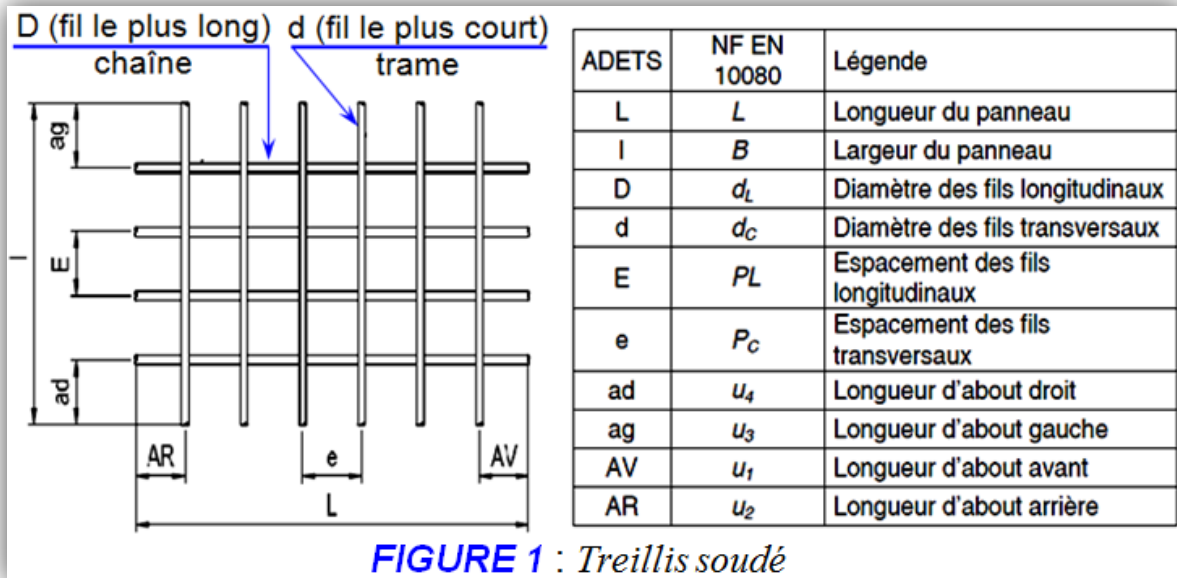 D (fil le plus long) d (fil le plus court)
chaîne trame
ag
E
l
ad
AR
e
AV
L
ADETS NF EN 10080 Légende
L L Longueur du panneau
l B Largeur du panneau
D dL Diamètre des fils longitudinaux
d dC Diamètre des fils transversaux
E PL Espacement des fils longitudinaux
e PC Espacement des fils transversaux
ad u4 Longueur d'about droit
ag u3 Longueur d'about gauche
AV u1 Longueur d'about avant
AR u2 Longueur d'about arrière
FIGURE 1 : Treillis soudé